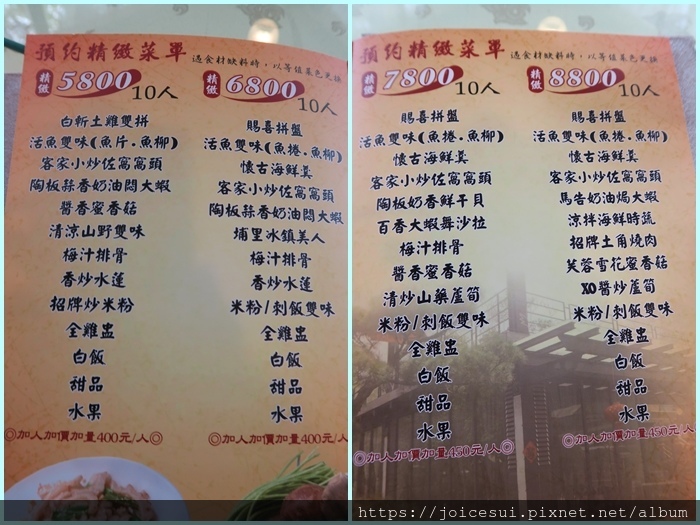 預約精緻菜單
遇食材缺料時,以等值菜色更換
精緻 5800 10人
白斬土雞雙拼
活魚雙味(魚片.魚柳)
客家小炒佐窩窩頭
陶板蒜香奶油悶大蝦
醬香蜜香菇
清涼山野雙味
梅汁排骨
香炒水蓮
招牌炒米粉
全雞盅
白飯
甜品
水果
◎加人加價加量400元/人◎
精緻 6800 10人
賜喜拼盤
活魚雙味(魚捲.魚柳)
懷古海鮮羹
客家小炒佐窩窩頭
陶板蒜香奶油悶大蝦
埔里冰鎮美人
梅汁排骨
香炒水蓮
米粉/刺飯雙味
全雞盅
白飯
甜品
水果
◎加人加價加量400元/人
預約精緻菜單
遇食材缺料時,以等值菜色更換
精緻 7800 10人
賜喜拼盤
活魚雙味(魚捲.魚柳)
懷古海鮮羹
客家小炒佐窩窩頭
陶板奶香鮮干貝
百香大蝦舞沙拉
梅汁排骨
醬香蜜香菇
清炒山藥蘆筍
米粉/刺飯雙味
全雞盅
白飯
甜品
水果
◎加人加價加量450元/人◎
精緻 8800 10人
賜喜拼盤
活魚雙味(魚捲.魚柳)
懷古海鮮羹
客家小炒佐窩窩頭
馬告奶油焗大蝦
涼拌海鮮時蔬
招牌土角燒肉
芙蓉雪花蜜香菇
XO醬炒蘆筍
米粉/刺飯雙味
全雞盅
白飯
甜品
水果
◎加人加價加量450元/人
https://joicesui.pixnet.net/album